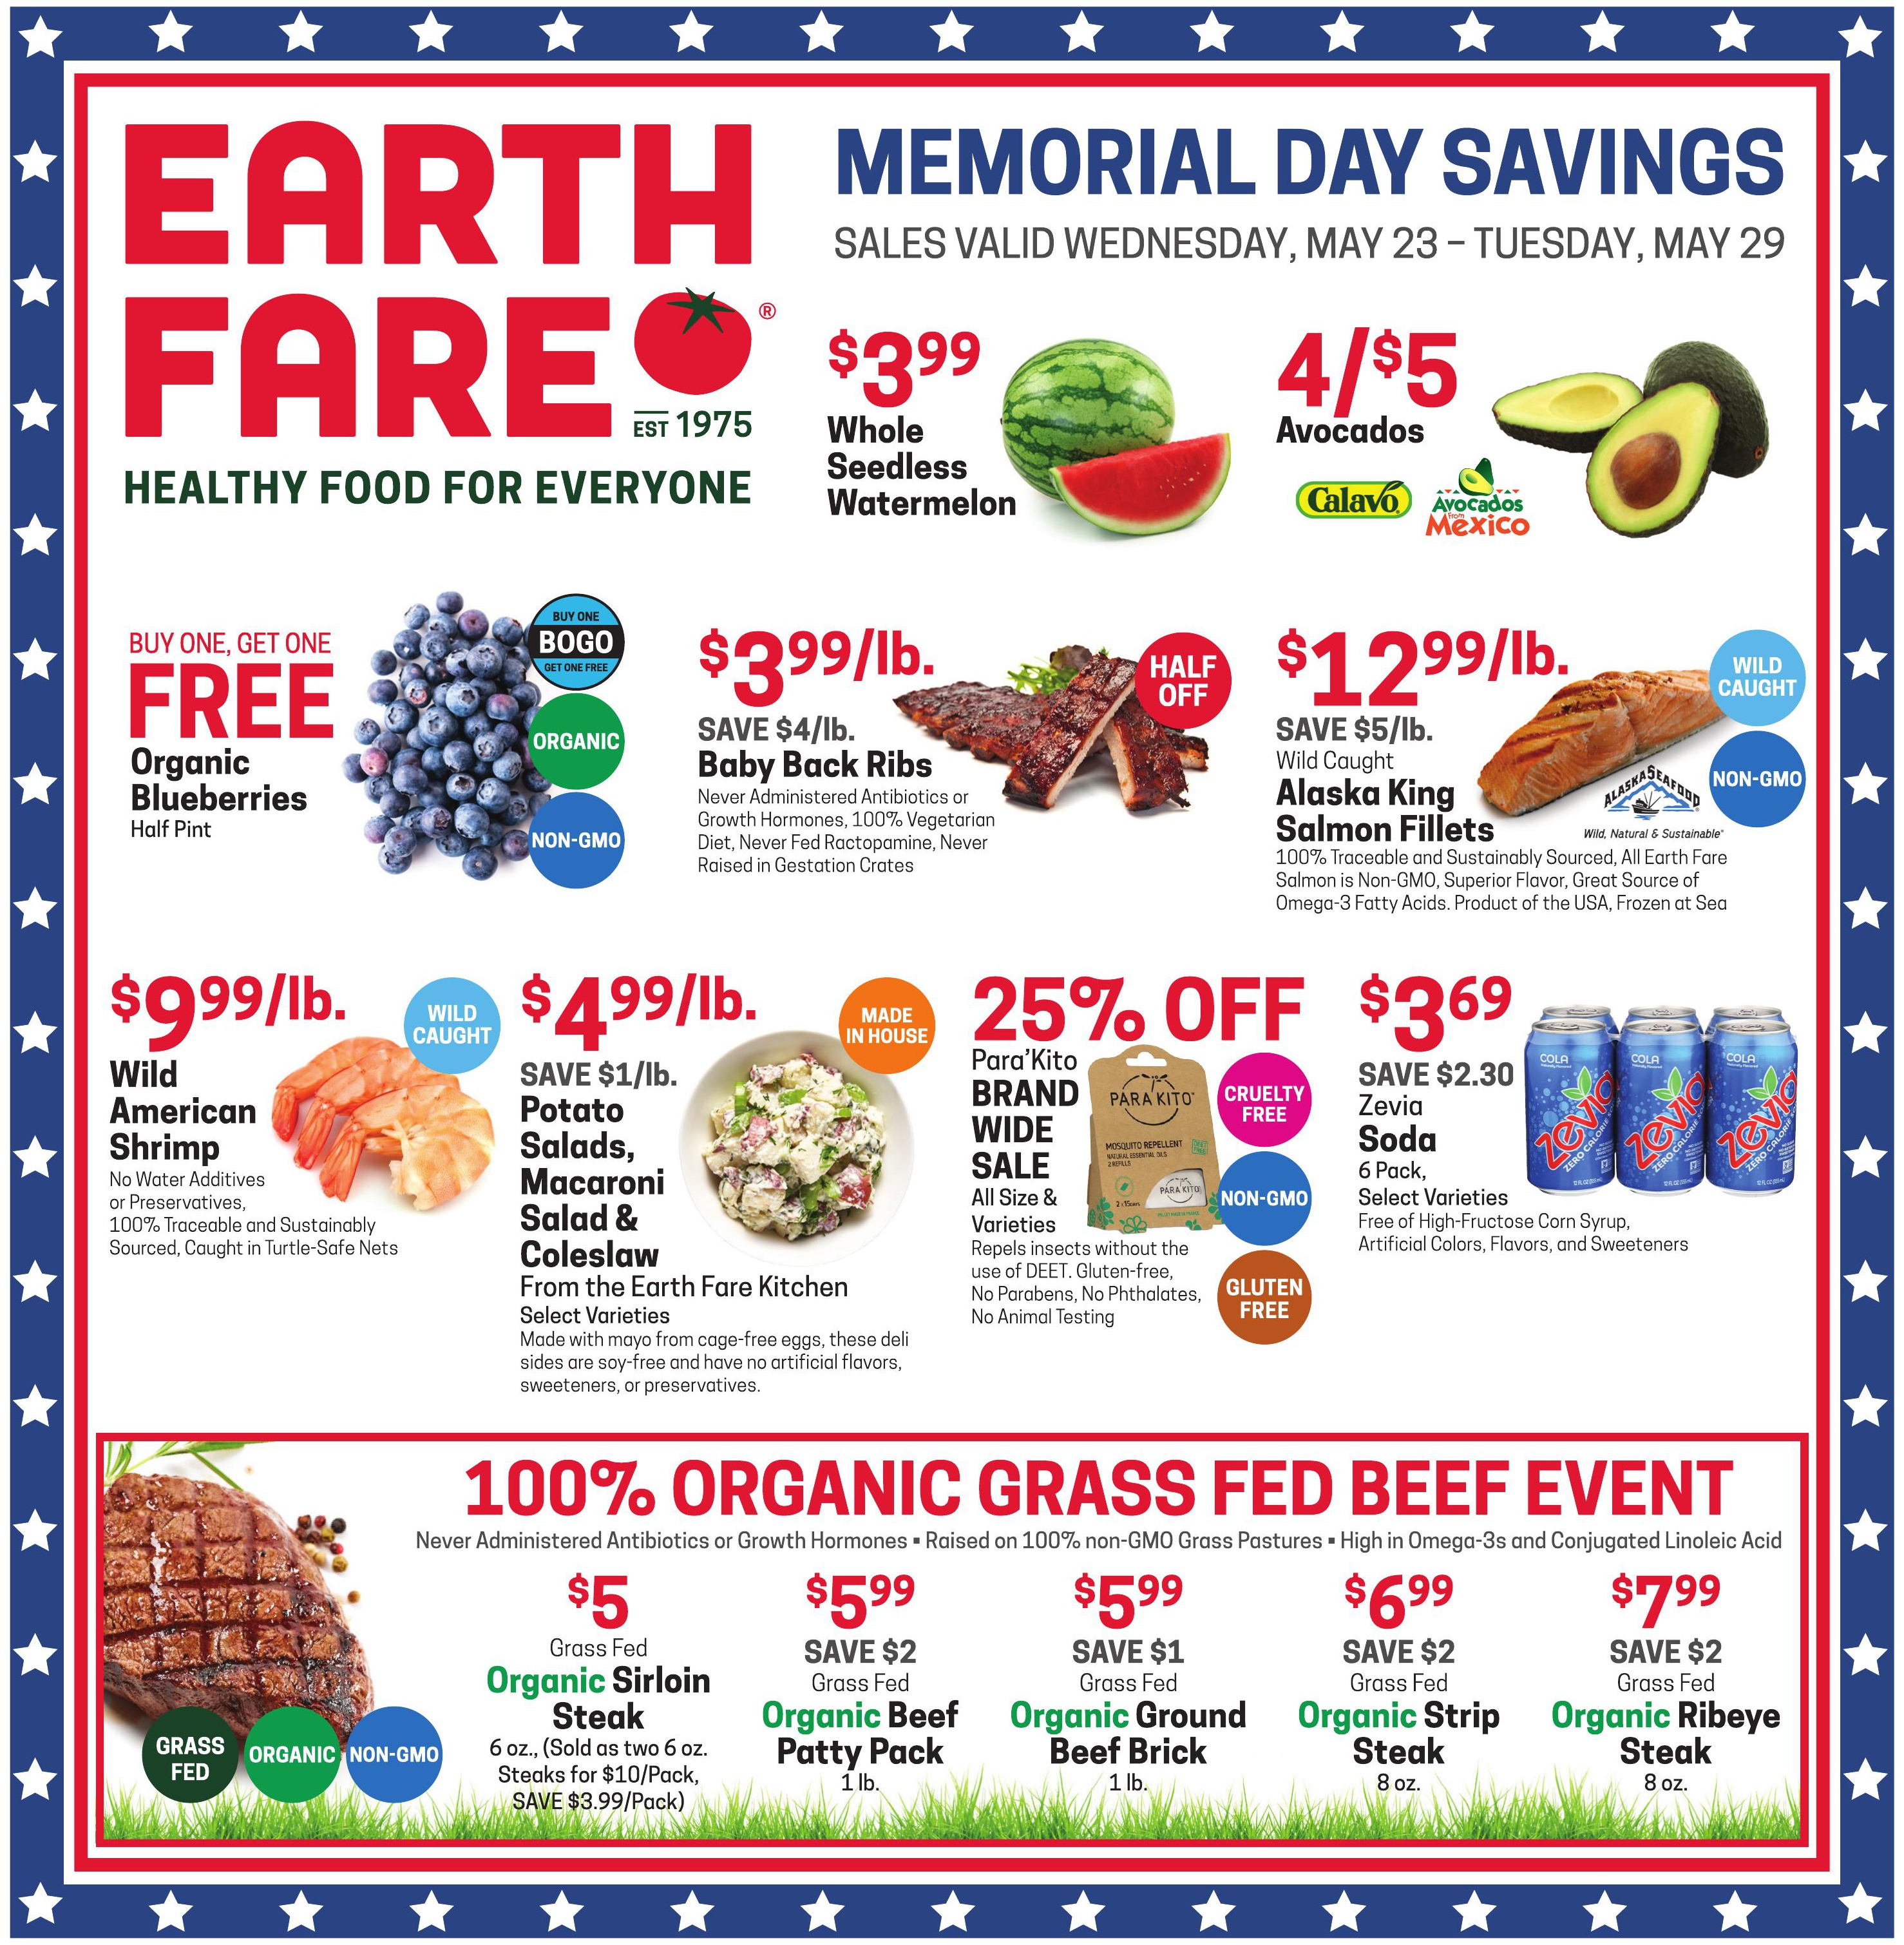 EARTH
FARE®
EST 1975
HEALTHY FOOD FOR EVERYONE
MEMORIAL DAY SAVINGS
SALES VALID WEDNESDAY, MAY 23 – TUESDAY, MAY 29
$3 99
Whole
Seedless
Watermelon
4/$5
Avocados
Calavo
Avocados
from
Mexico
BUY ONE, GET ONE
FREE
Organic
Blueberries
Half Pint
BUY ONE
BOGO
GET ONE FREE
ORGANIC
NON-GMO
$3 99/lb.
SAVE $4/lb.
Baby Back Ribs
Never Administered Antibiotics or
Growth Hormones, 100% Vegetarian
Diet, Never Fed Ractopamine, Never
Raised in Gestation Crates
HALF
OFF
$12 99/lb.
SAVE $5/lb.
Wild Caught
Alaska King
Salmon Fillets
100% Traceable and Sustainably Sourced, All Earth Fare
Salmon is Non-GMO, Superior Flavor, Great Source of
Omega-3 Fatty Acids. Product of the USA, Frozen at Sea
ALASKA SEAFOOD
Wild, Natural & Sustainable®
WILD
CAUGHT
NON-GMO
$9 99/lb.
Wild
American
Shrimp
No Water Additives
or Preservatives,
100% Traceable and Sustainably
Sourced, Caught in Turtle-Safe Nets
WILD
CAUGHT
$4 99/lb.
SAVE $1/lb.
Potato
Salads,
Macaroni
Salad &
Coleslaw
From the Earth Fare Kitchen
Select Varieties
Made with mayo from cage-free eggs, these deli
sides are soy-free and have no artificial flavors,
sweeteners, or preservatives.
MADE
IN HOUSE
25% OFF
Para'Kito
BRAND
WIDE
SALE
All Size &
Varieties
Repels insects without the
use of DEET. Gluten-free,
No Parabens, No Phthalates,
No Animal Testing
PARA'KITO™
MOSQUITO REPELLENT
NATURAL ESSENTIAL OILS
2 REFILLS
PARA'KITO
CRUELTY
FREE
NON-GMO
GLUTEN
FREE
$3 69
SAVE $2.30
Zevia
Soda
6 Pack,
Select Varieties
Free of High-Fructose Corn Syrup,
Artificial Colors, Flavors, and Sweeteners
COLA
COLA
COLA
zevia
zevia
zevia
ZERO CALORIE
ZERO CALORIE
ZERO CALORIE
100% ORGANIC GRASS FED BEEF EVENT
Never Administered Antibiotics or Growth Hormones ▪ Raised on 100% non-GMO Grass Pastures ▪ High in Omega-3s and Conjugated Linoleic Acid
$5
Grass Fed
Organic Sirloin
Steak
6 oz., (Sold as two 6 oz.
Steaks for $10/Pack,
SAVE $3.99/Pack)
$5 99
SAVE $2
Grass Fed
Organic Beef
Patty Pack
1 lb.
$5 99
SAVE $1
Grass Fed
Organic Ground
Beef Brick
1 lb.
$6 99
SAVE $2
Grass Fed
Organic Strip
Steak
8 oz.
$7 99
SAVE $2
Grass Fed
Organic Ribeye
Steak
8 oz.
GRASS
FED
ORGANIC
NON-GMO